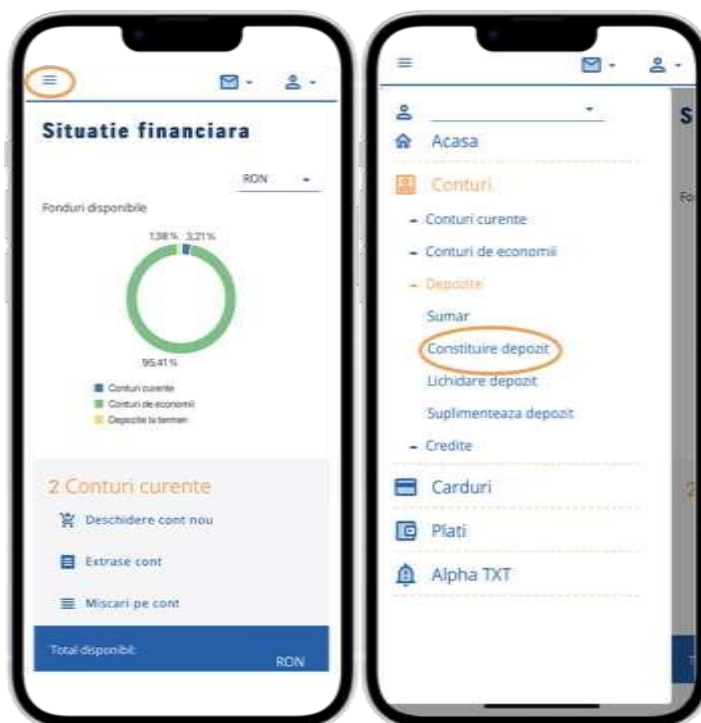 Situatie financiara
RON
Fonduri disponibile
1,38 % 3,21 %
95,41 %
Conturi curente
Conturi de economii
Depozite la termen
2 Conturi curente
Deschidere cont nou
Extrase cont
Miscari pe cont
Total disponibil:
RON
Acasa
Conturi
Conturi curente
Conturi de economii
Depozite
Sumar
Constituire depozit
Lichidare depozit
Suplimenteaza depozit
Credite
Carduri
Plati
Alpha TXT
S
Fo
2
T